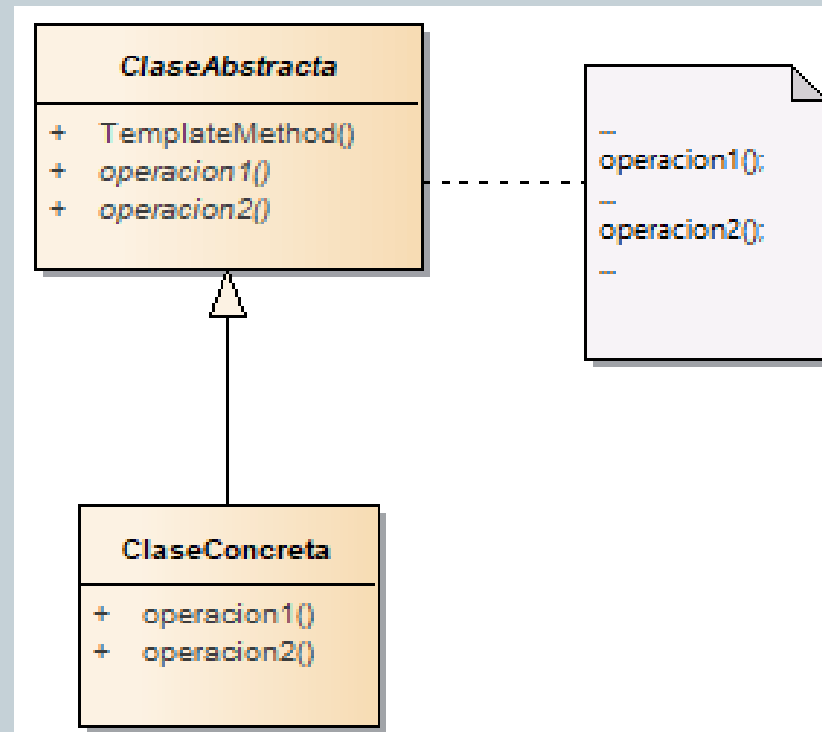 ClaseAbstracta
+ TemplateMethod()
+ operacion1()
+ operacion2()
...
operacion1();
...
operacion2();
...
ClaseConcreta
+ operacion1()
+ operacion2()